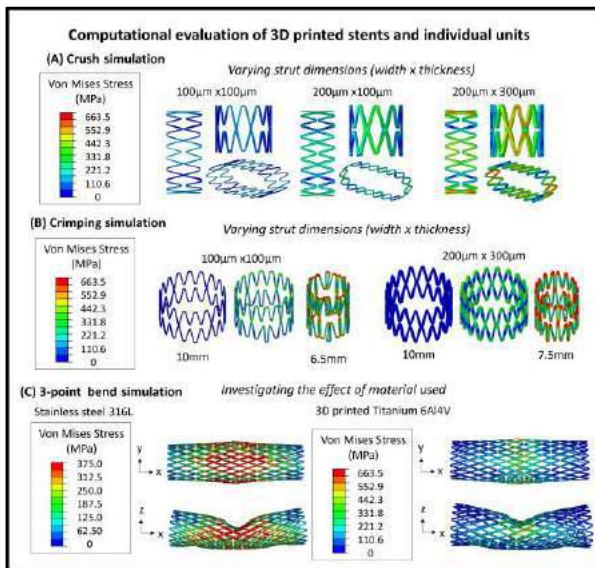 Computational evaluation of 3D printed stents and individual units
(A) Crush simulation
Varying strut dimensions (width x thickness)
Von Mises Stress
(MPa)
663.5
552.9
442.3
331.8
221.2
110.6
0
100µm x100µm
200µm x100µm
200µm x 300µm
(B) Crimping simulation
Varying strut dimensions (width x thickness)
Von Mises Stress
(MPa)
663.5
552.9
442.3
331.8
221.2
110.6
0
100µm x100µm
200µm x 300µm
10mm
6.5mm
10mm
7.5mm
(C) 3-point bend simulation
Investigating the effect of material used
Stainless steel 316L
Von Mises Stress
(MPa)
375.0
312.5
250.0
187.5
125.0
62.50
0
y
x
z
x
3D printed Titanium 6Al4V
Von Mises Stress
(MPa)
663.5
552.9
442.3
331.8
221.2
110.6
0
y
x
z
x